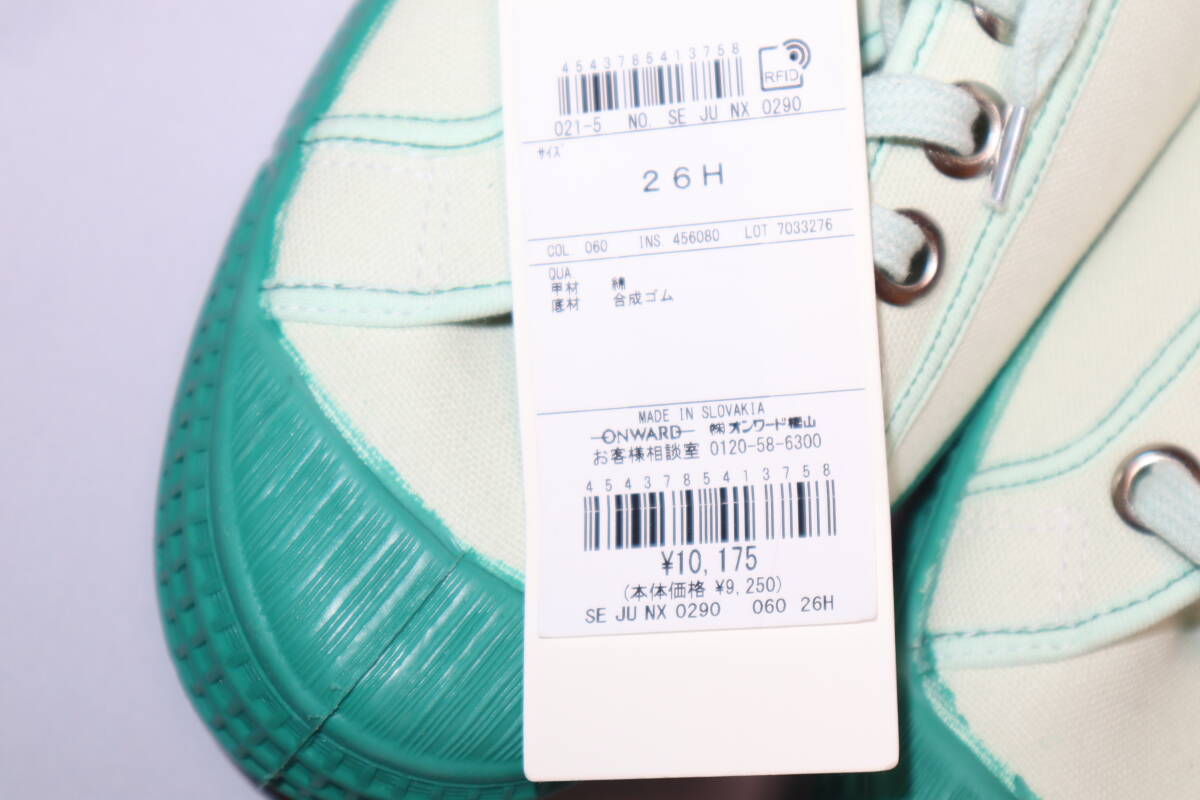 4543785413758
RFID
021-5 NO SE JU NX 0290
ｻｲｽﾞ
26H
COL 060 INS 456080 LOT 7033276
QUA
甲材 綿
底材 合成ゴム
MADE IN SLOVAKIA
ONWARD ㈱オンワード樫山
お客様相談室 0120-58-6300
4543785413758
¥10,175
(本体価格 ¥9,250)
SE JU NX 0290 060 26H